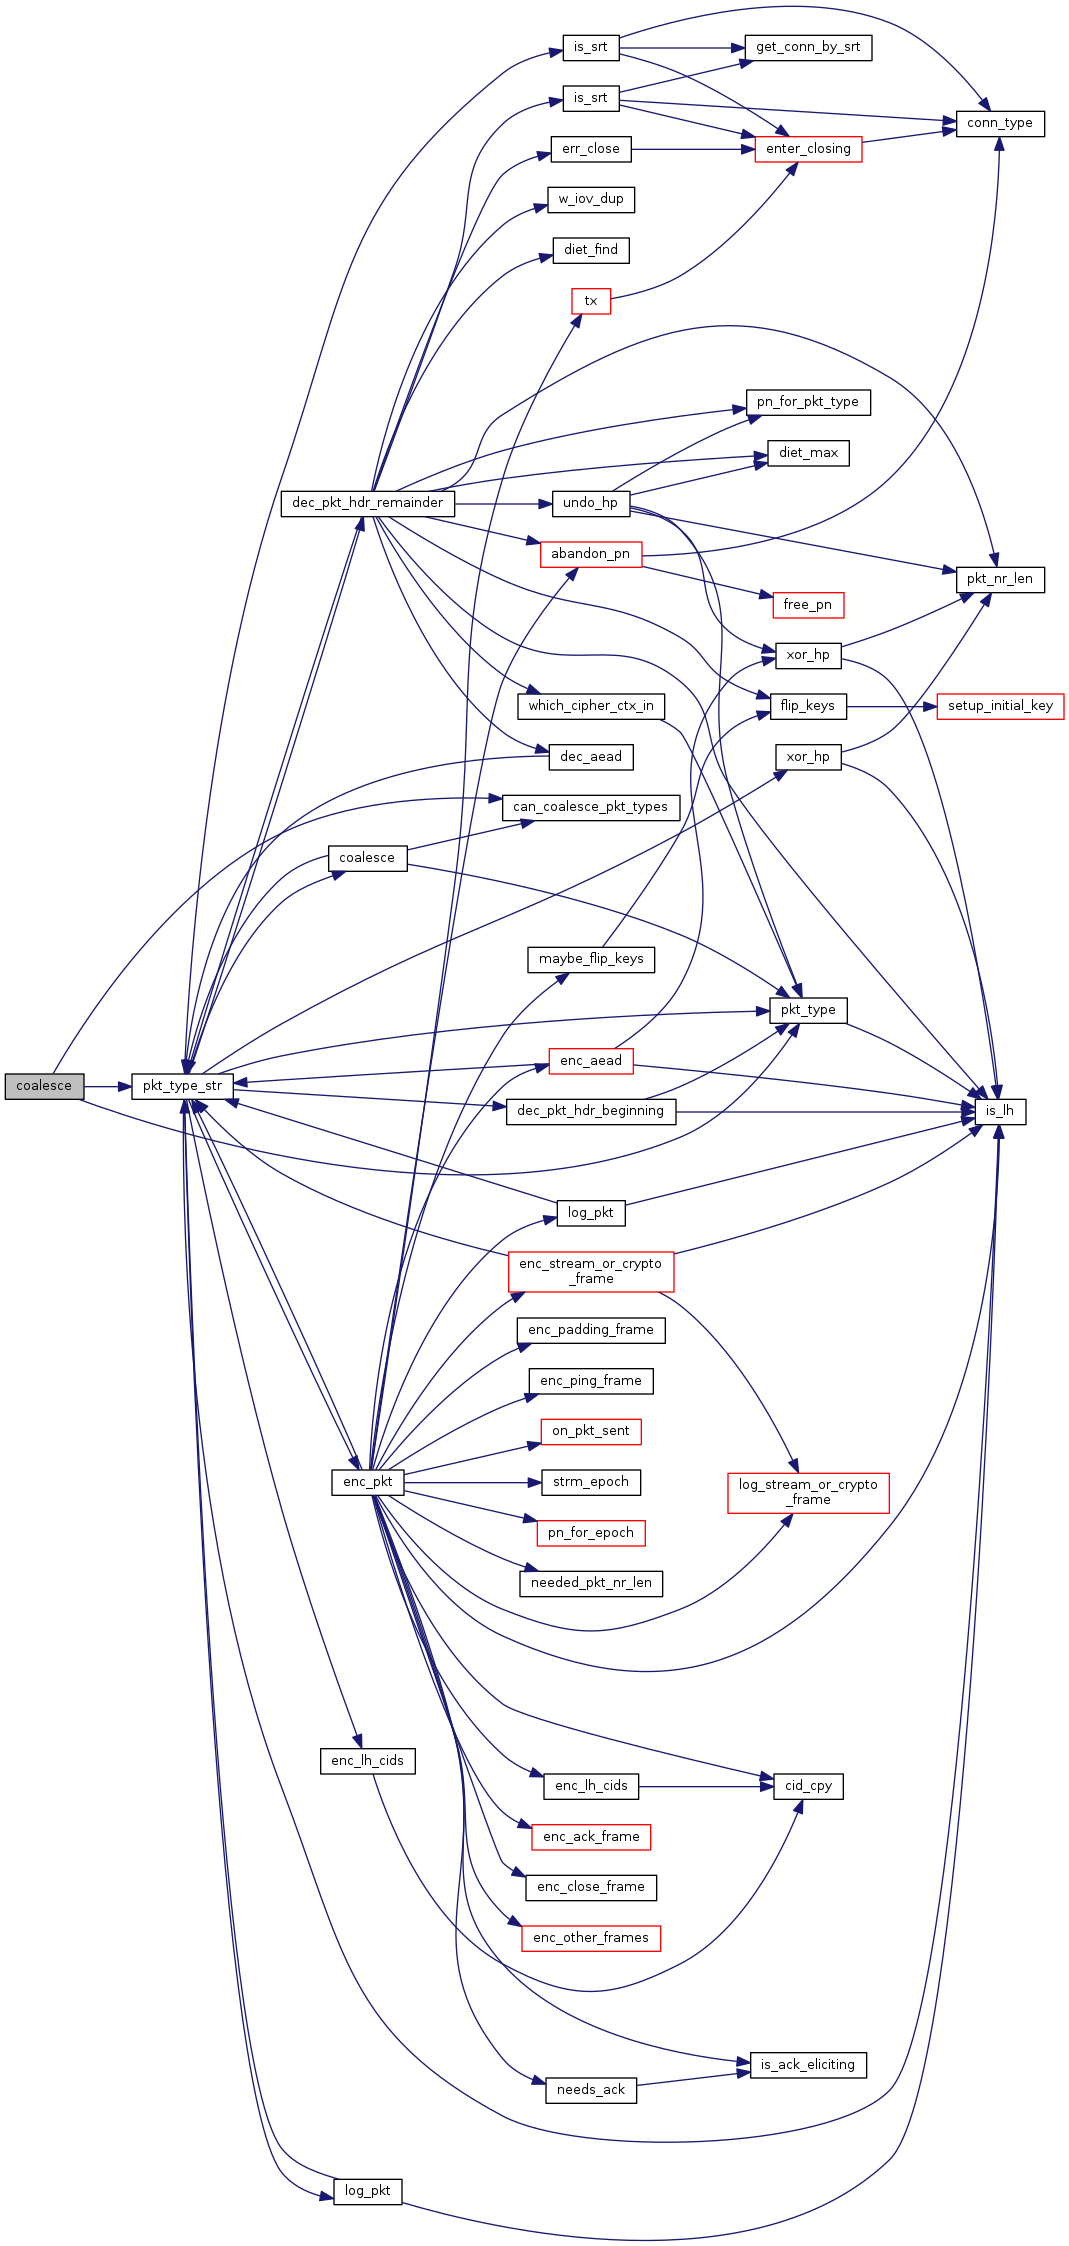 is_srt
get_conn_by_srt
is_srt
conn_type
err_close
enter_closing
w_iov_dup
diet_find
tx
pn_for_pkt_type
diet_max
dec_pkt_hdr_remainder
undo_hp
abandon_pn
pkt_nr_len
free_pn
xor_hp
which_cipher_ctx_in
flip_keys
setup_initial_key
dec_aead
xor_hp
can_coalesce_pkt_types
coalesce
maybe_flip_keys
pkt_type
enc_aead
coalesce
pkt_type_str
dec_pkt_hdr_beginning
is_lh
log_pkt
enc_stream_or_crypto
_frame
enc_padding_frame
enc_ping_frame
on_pkt_sent
enc_pkt
strm_epoch
log_stream_or_crypto
_frame
pn_for_epoch
needed_pkt_nr_len
enc_lh_cids
enc_lh_cids
cid_cpy
enc_ack_frame
enc_close_frame
enc_other_frames
is_ack_eliciting
needs_ack
log_pkt